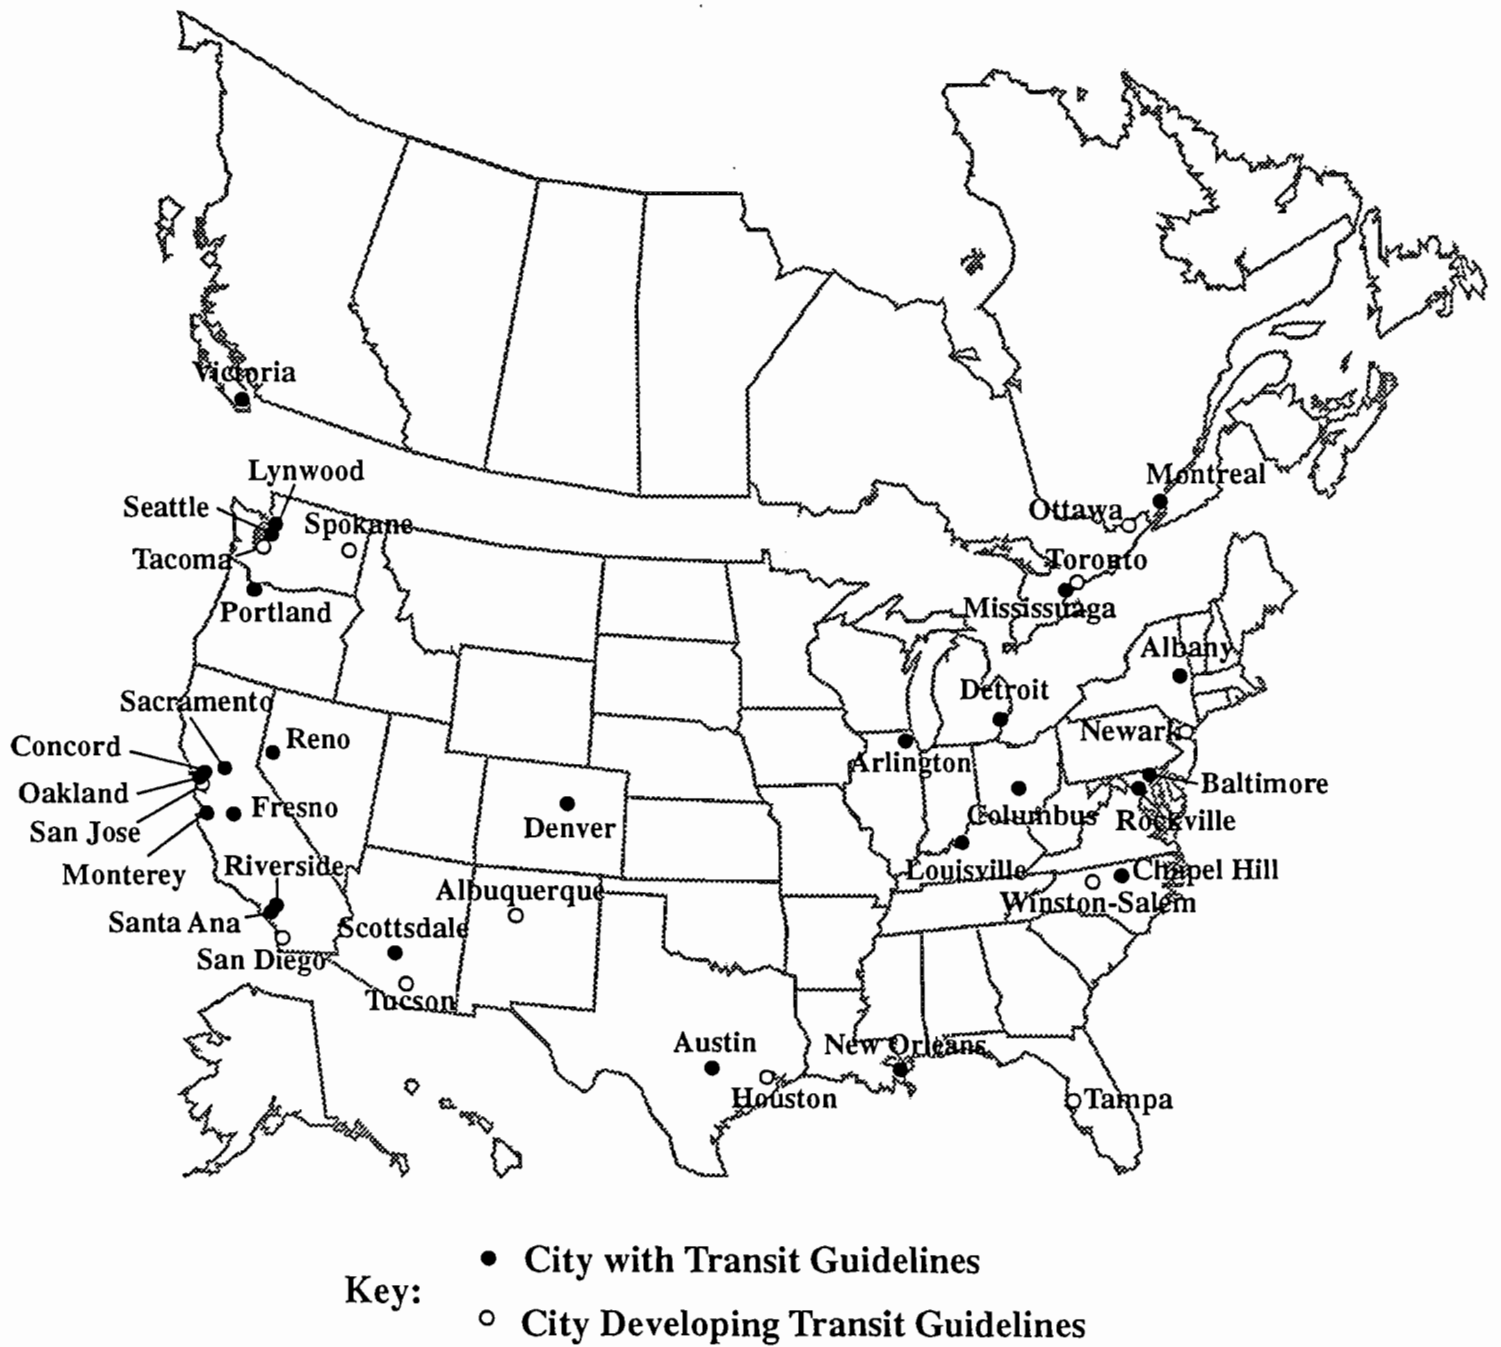 Victoria
Lynwood
Montreal
Seattle
Ottawa
Spokane
Tacoma
Toronto
Portland
Mississuaga
Albany
Detroit
Sacramento
Newark
Reno
Concord
Arlington
Baltimore
Oakland
Fresno
Columbus
Rockville
San Jose
Denver
Riverside
Louisville
Chapel Hill
Monterey
Albuquerque
Winston-Salem
Santa Ana
Scottsdale
San Diego
Tucson
Austin
New Orleans
Houston
Tampa
City with Transit Guidelines
Key:
City Developing Transit Guidelines